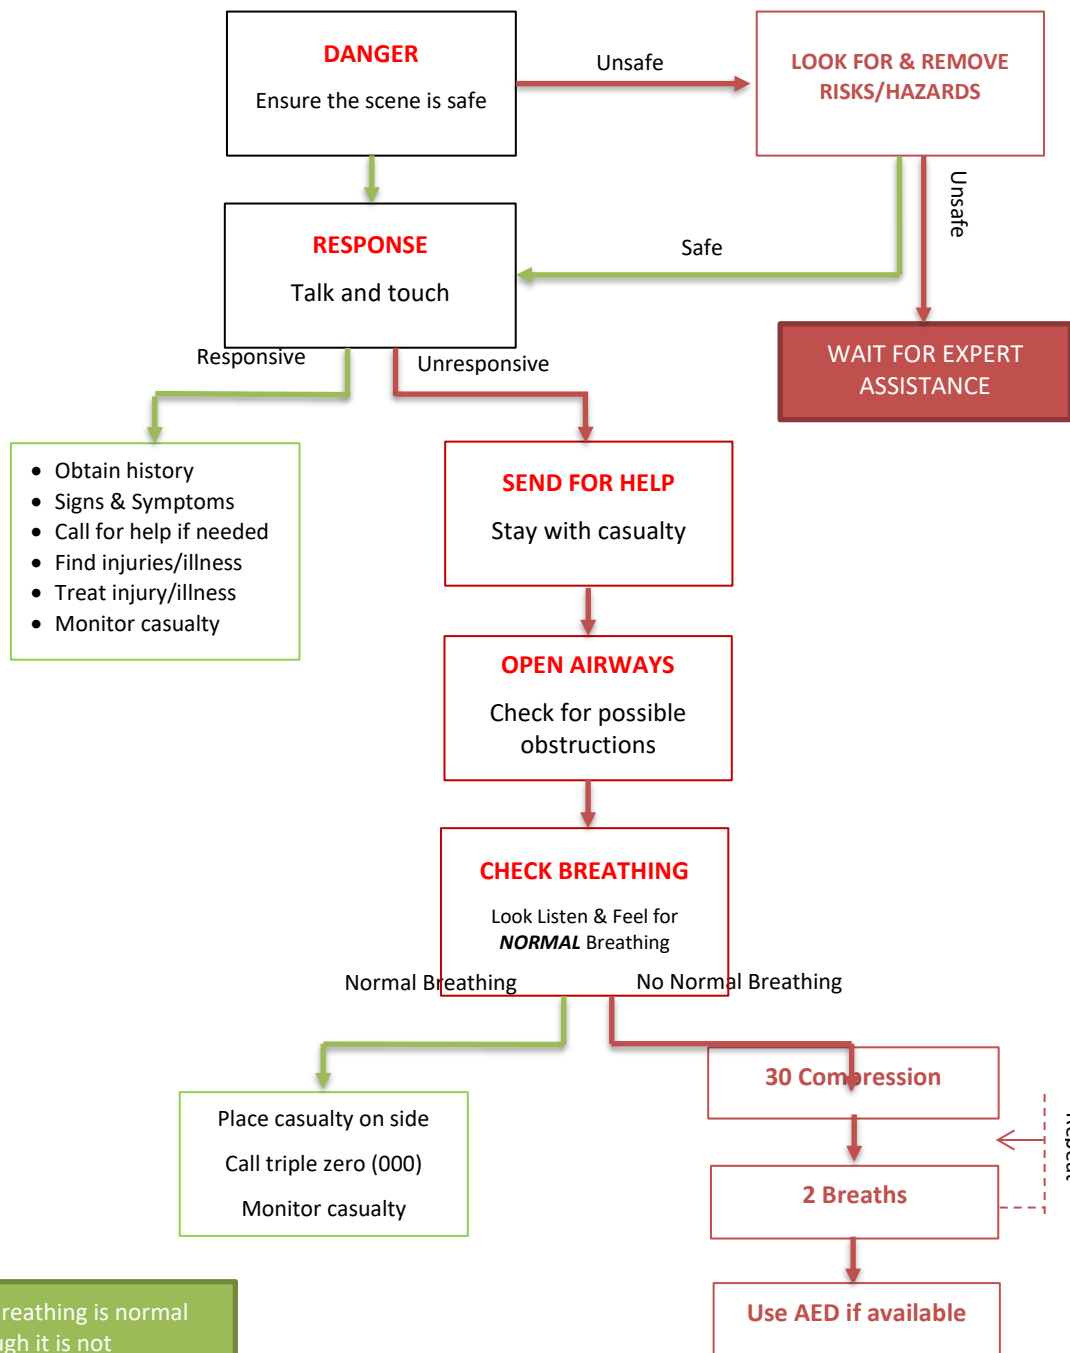 DANGER
Ensure the scene is safe
Unsafe
LOOK FOR & REMOVE
RISKS/HAZARDS
Unsafe
RESPONSE
Talk and touch
Safe
WAIT FOR EXPERT
ASSISTANCE
Responsive
Unresponsive
• Obtain history
• Signs & Symptoms
• Call for help if needed
• Find injuries/illness
• Treat injury/illness
• Monitor casualty
SEND FOR HELP
Stay with casualty
OPEN AIRWAYS
Check for possible
obstructions
CHECK BREATHING
Look Listen & Feel for
NORMAL Breathing
Normal Breathing
No Normal Breathing
Place casualty on side
Call triple zero (000)
Monitor casualty
30 Compression
Repeat
2 Breaths
Use AED if available
breathing is normal
it is not